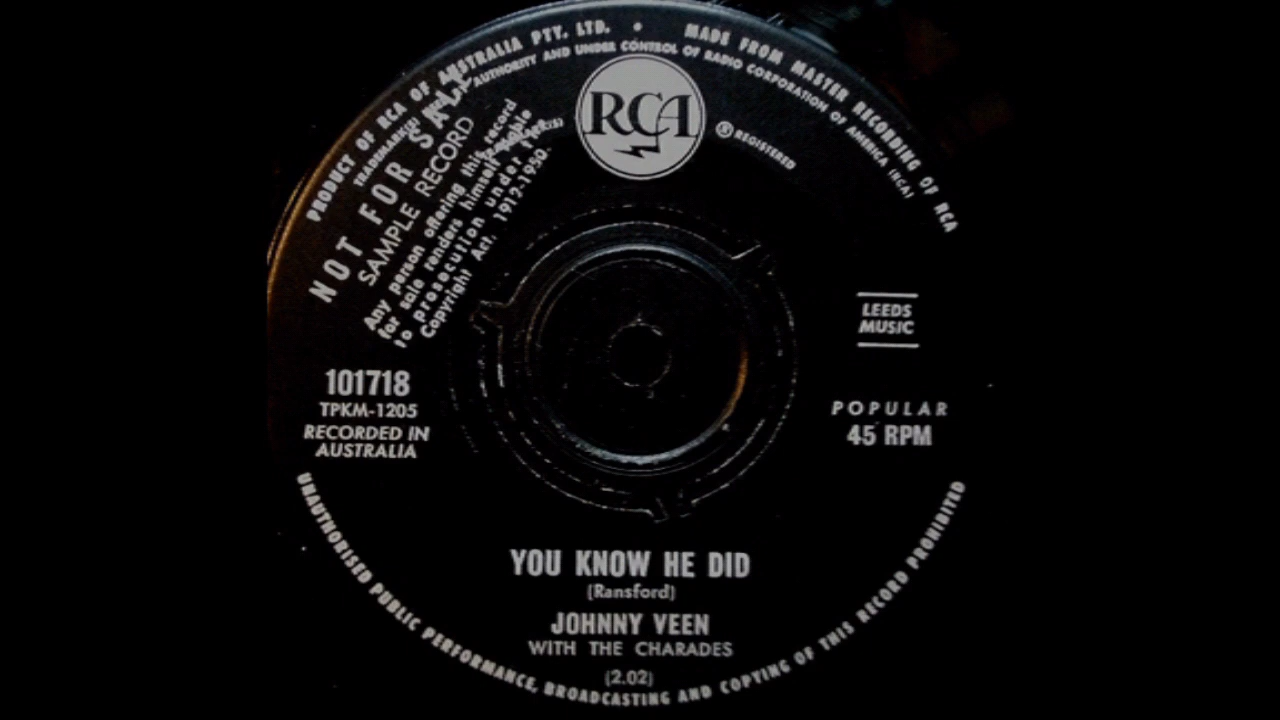 PRODUCT OF RCA OF AUSTRALIA PTY. LTD. • MADE FROM MASTER RECORDING OF RCA
TRADEMARK(S) AUTHORITY AND UNDER CONTROL OF RADIO CORPORATION OF AMERICA (RCA)
RCA
® REGISTERED
NOT FOR SALE
SAMPLE RECORD
Any person offering this record
for sale renders himself liable
to prosecution under the
Copyright Act. 1912-1950.
LEEDS
MUSIC
101718
TPKM-1205
RECORDED IN
AUSTRALIA
POPULAR
45 RPM
YOU KNOW HE DID
(Ransford)
JOHNNY VEEN
WITH THE CHARADES
(2.02)
UNAUTHORISED PUBLIC PERFORMANCE, BROADCASTING AND COPYING OF THIS RECORD PROHIBITED